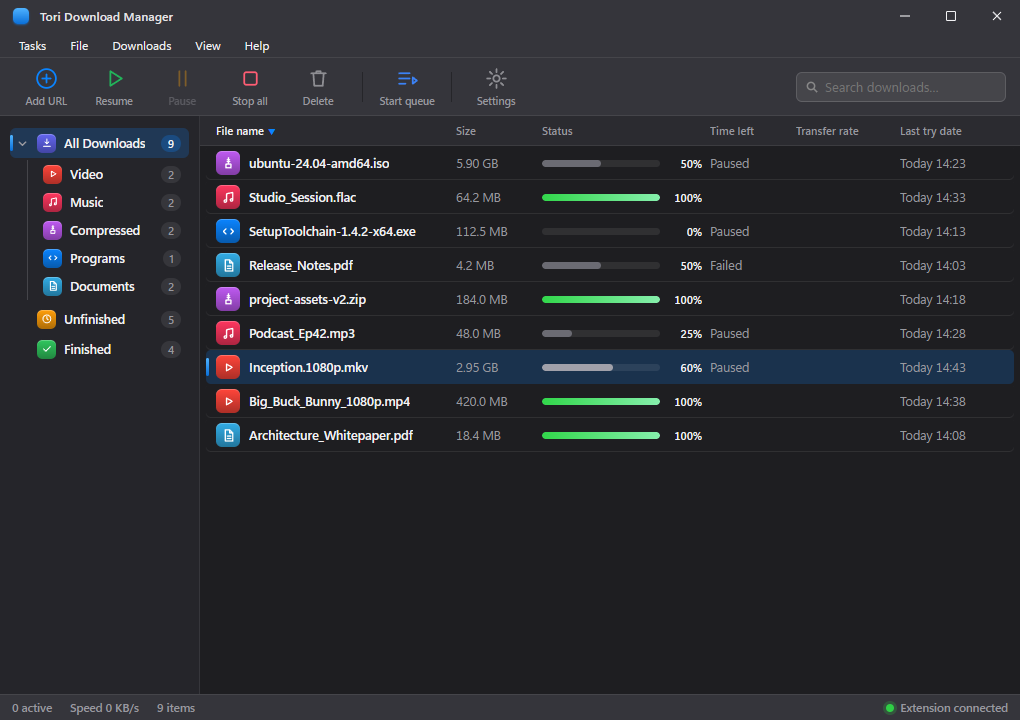 Tori Download Manager
Tasks File Downloads View Help
Add URL Resume Pause Stop all Delete Start queue Settings Search downloads...
All Downloads 9
Video 2
Music 2
Compressed 2
Programs 1
Documents 2
Unfinished 5
Finished 4
File name Size Status Time left Transfer rate Last try date
ubuntu-24.04-amd64.iso 5.90 GB 50% Paused Today 14:23
Studio_Session.flac 64.2 MB 100% Today 14:33
SetupToolchain-1.4.2-x64.exe 112.5 MB 0% Paused Today 14:13
Release_Notes.pdf 4.2 MB 50% Failed Today 14:03
project-assets-v2.zip 184.0 MB 100% Today 14:18
Podcast_Ep42.mp3 48.0 MB 25% Paused Today 14:28
Inception.1080p.mkv 2.95 GB 60% Paused Today 14:43
Big_Buck_Bunny_1080p.mp4 420.0 MB 100% Today 14:38
Architecture_Whitepaper.pdf 18.4 MB 100% Today 14:08
0 active Speed 0 KB/s 9 items Extension connected